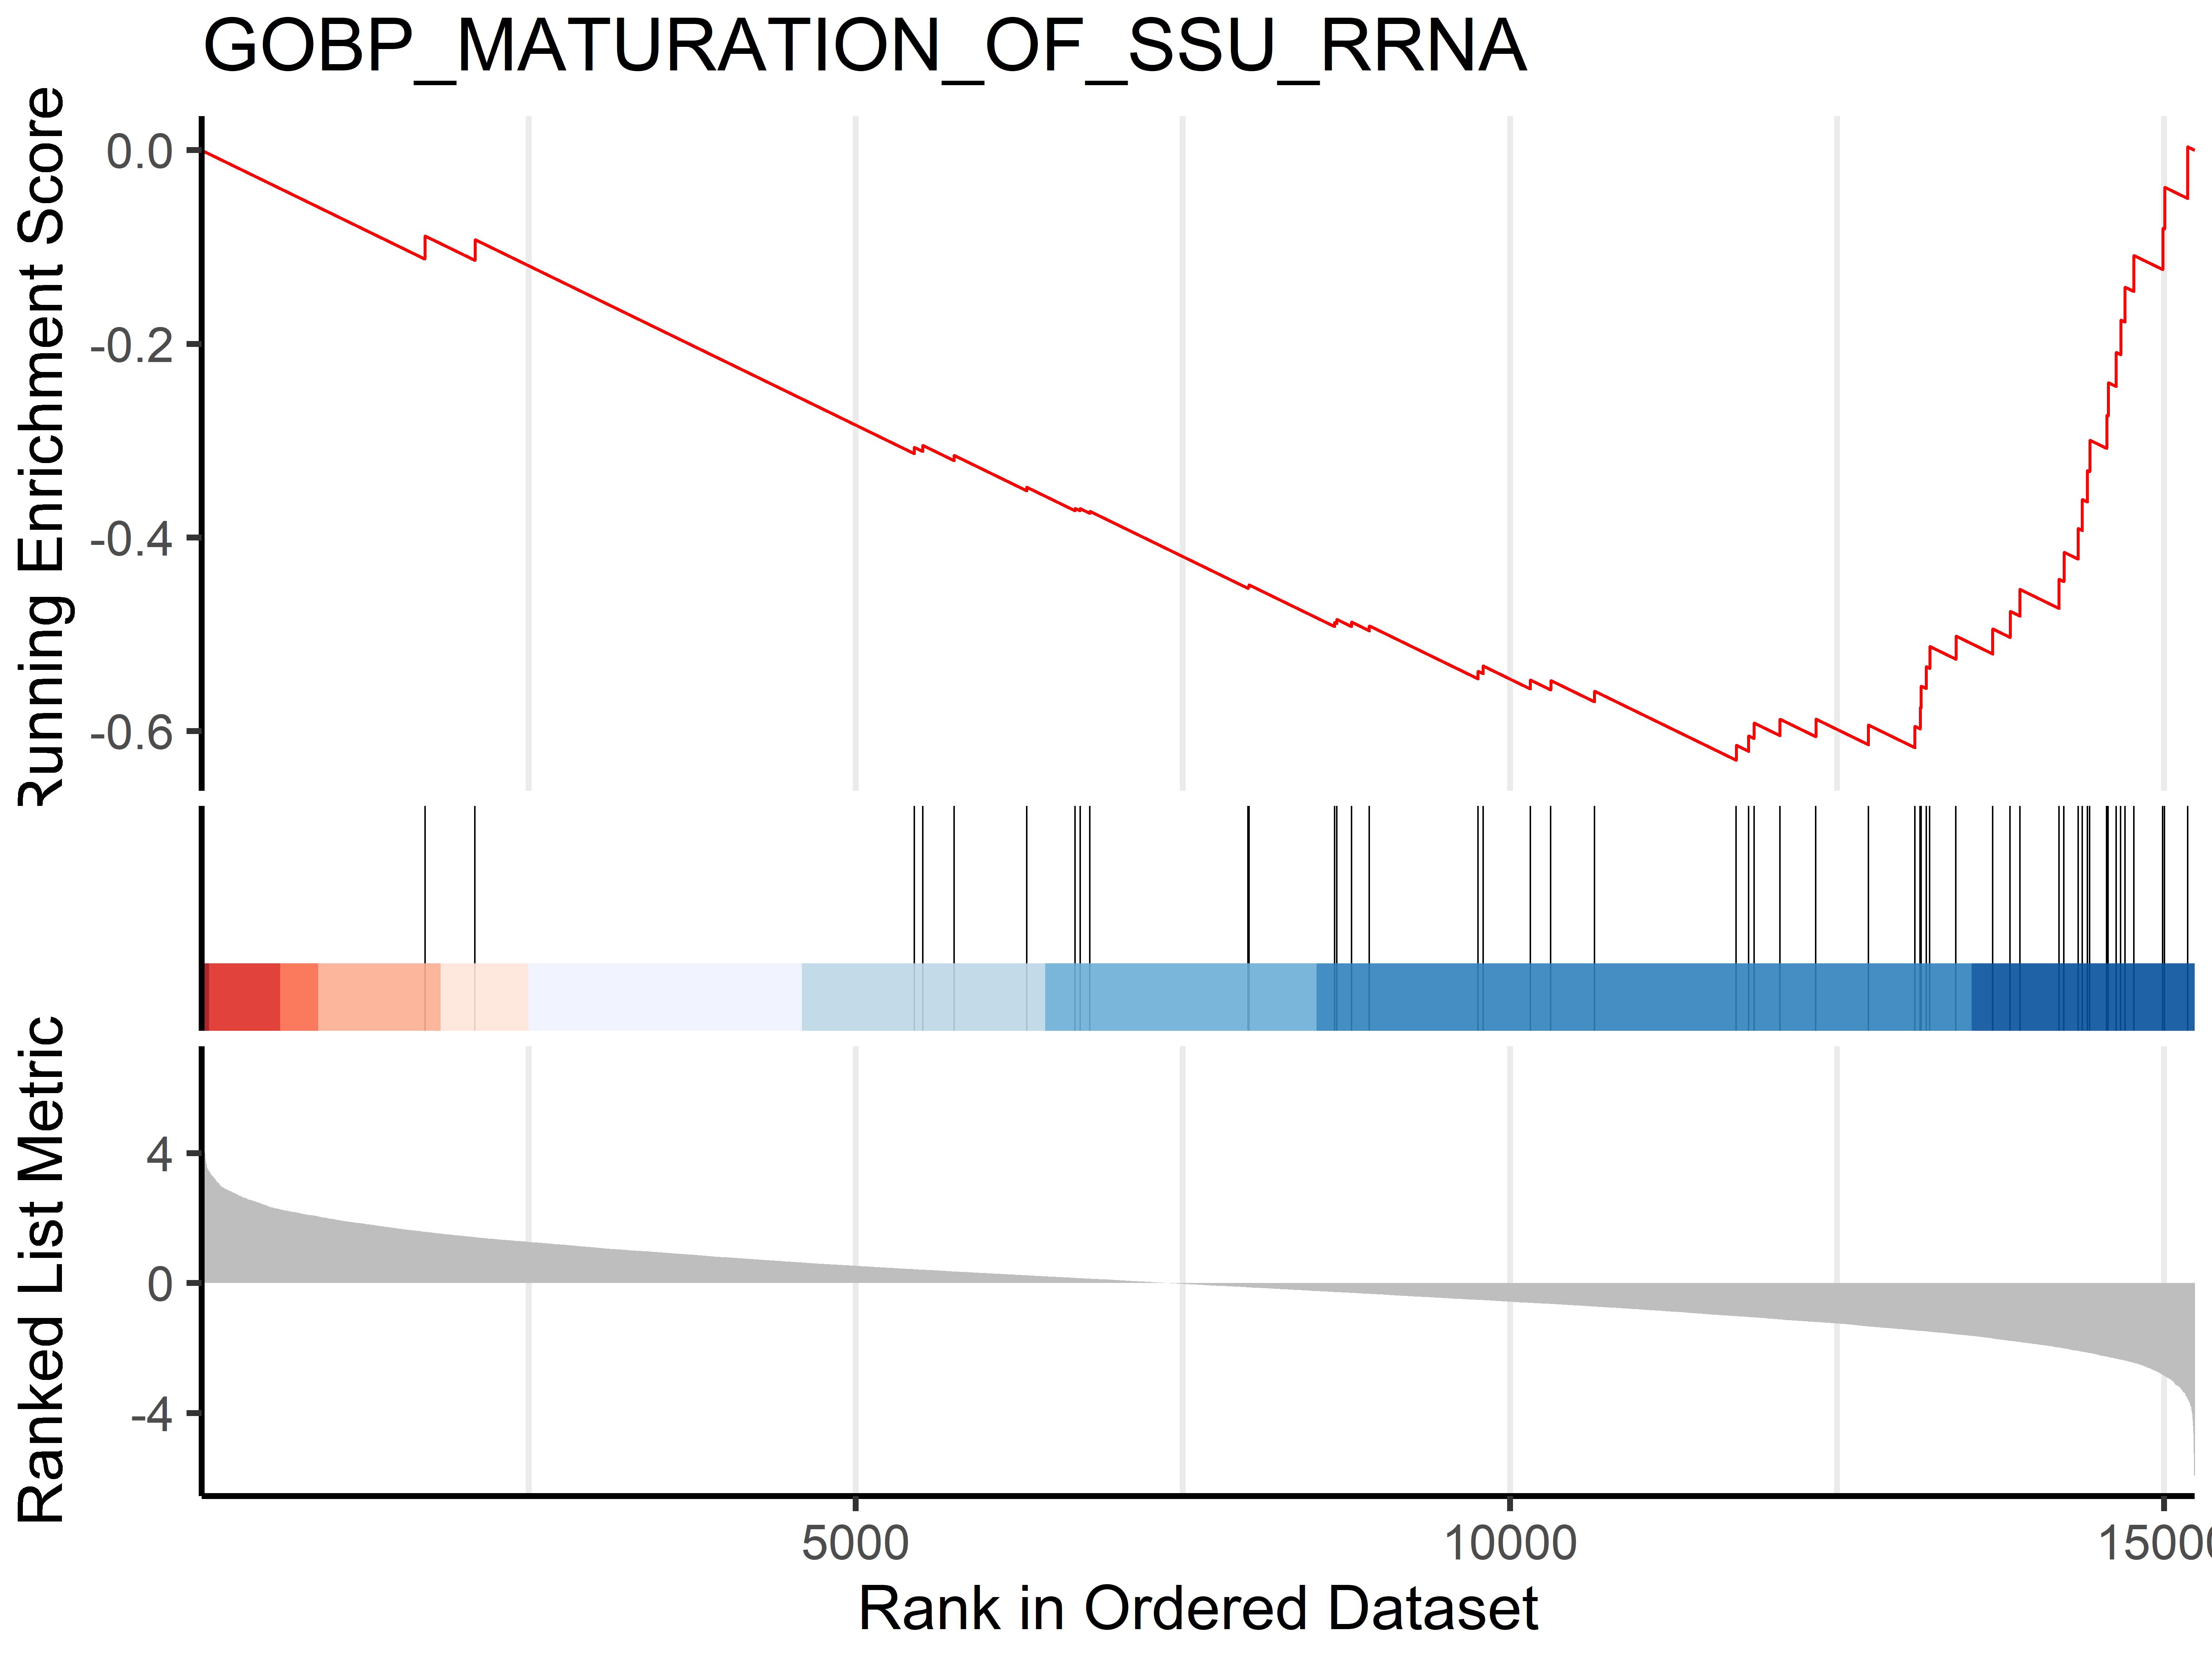 GOBP_MATURATION_OF_SSU_RRNA
Running Enrichment Score
0.0
-0.2
-0.4
-0.6
Ranked List Metric
4
0
-4
5000
10000
1500
Rank in Ordered Dataset